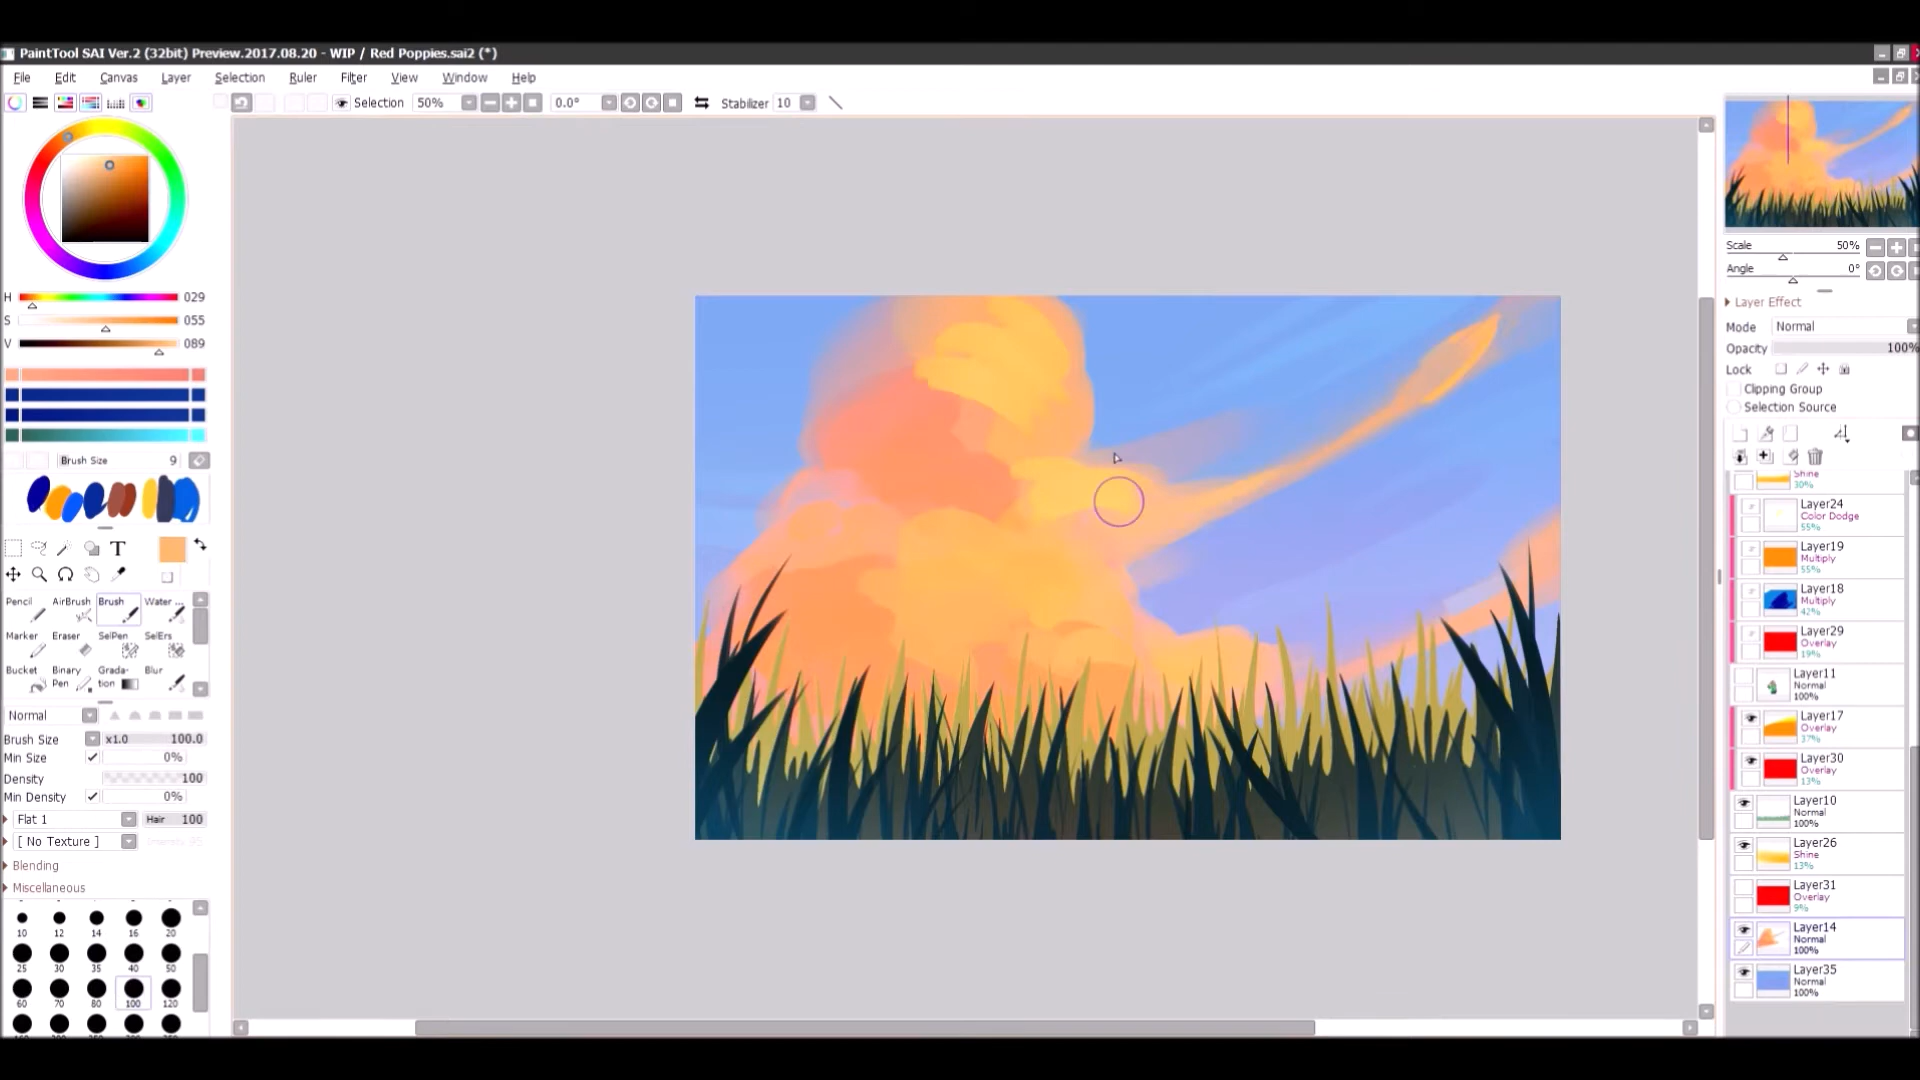 PaintTool SAI Ver.2 (32bit) Preview.2017.08.20 - WIP / Red Poppies.sai2 (*)
File Edit Canvas Layer Selection Ruler Filter View Window Help
Selection 50% 0.0° Stabilizer 10
H 029
S 055
V 089
Brush Size 9
T
Pencil AirBrush Brush Water ...
Marker Eraser SelPen SelErs
Bucket Binary Pen Grada-tion Blur
Normal
Brush Size x1.0 100.0
Min Size 0%
Density 100
Min Density 0%
Flat 1 Hair 100
[ No Texture ]
Blending
Miscellaneous
10 12 14 16 20
25 30 35 40 50
60 70 80 100 120
Scale 50%
Angle 0°
Layer Effect
Mode Normal
Opacity 100%
Lock
Clipping Group
Selection Source
Shine
30%
Layer24
Color Dodge
55%
Layer19
Multiply
55%
Layer18
Multiply
42%
Layer29
Overlay
19%
Layer11
Normal
100%
Layer17
Overlay
37%
Layer30
Overlay
13%
Layer10
Normal
100%
Layer26
Shine
13%
Layer31
Overlay
9%
Layer14
Normal
100%
Layer35
Normal
100%